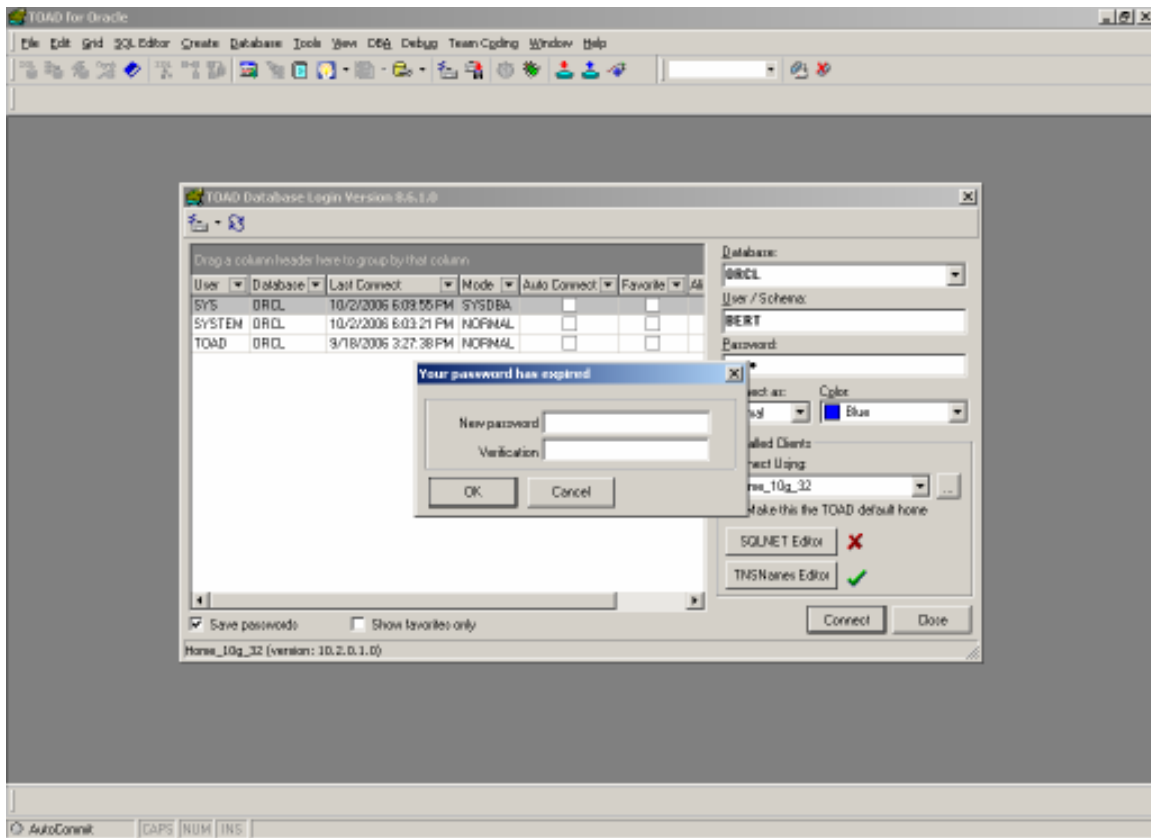 TOAD for Oracle
File Edit Grid SQL Editor Create Database Tools View DBA Debug Team Coding Window Help
TOAD Database Login Version 8.6.1.0
Drag a column header here to group by that column
User Database Last Connect Mode Auto Connect Favorite
SYS ORCL 10/2/2006 6:09:55 PM SYSDBA
SYSTEM ORCL 10/2/2006 6:03:21 PM NORMAL
TOAD ORCL 9/18/2006 3:27:38 PM NORMAL
Database:
ORCL
User / Schema:
BERT
Password:
Color:
Blue
Your password has expired
New password
Verification
OK Cancel
SQLNET Editor
TNSNames Editor
the TOAD default home
Save passwords Show favorites only
Connect Close
Home_10g_32 (version: 10.2.0.1.0)
AutoCommit CAPS NUM INS